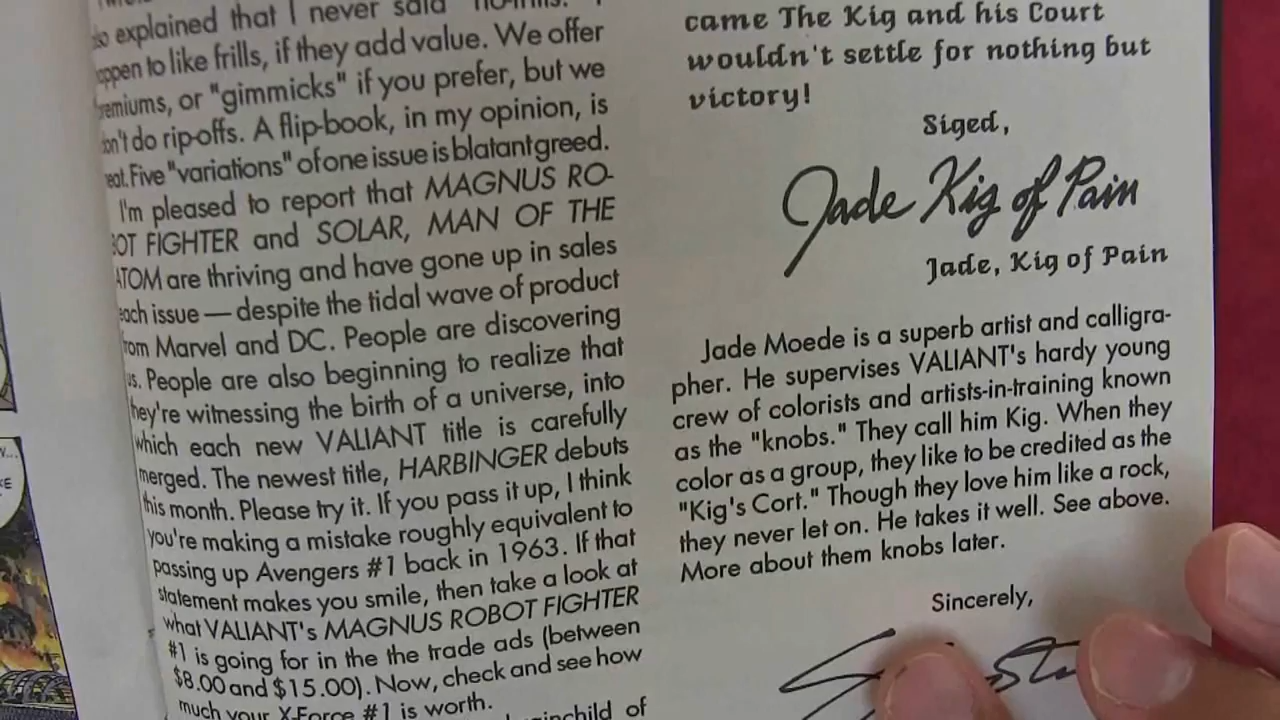 explained that I never said
to like frills, if they add value. We offer
or "gimmicks" if you prefer, but we
do rip-offs. A flip-book, in my opinion, is
Five "variations" of one issue is blatant greed.
I'm pleased to report that MAGNUS RO-
FIGHTER and SOLAR, MAN OF THE
ATOM are thriving and have gone up in sales
issue — despite the tidal wave of product
Marvel and DC. People are discovering
People are also beginning to realize that
they're witnessing the birth of a universe, into
which each new VALIANT title is carefully
merged. The newest title, HARBINGER debuts
this month. Please try it. If you pass it up, I think
you're making a mistake roughly equivalent to
passing up Avengers #1 back in 1963. If that
statement makes you smile, then take a look at
what VALIANT's MAGNUS ROBOT FIGHTER
#1 is going for in the the trade ads (between
$8.00 and $15.00). Now, check and see how
much your X-Force #1 is worth.
of
came The Kig and his Court
wouldn't settle for nothing but
victory!
Siged,
Jade Kig of Pain
Jade, Kig of Pain
Jade Moede is a superb artist and calligra-
pher. He supervises VALIANT's hardy young
crew of colorists and artists-in-training known
as the "knobs." They call him Kig. When they
color as a group, they like to be credited as the
"Kig's Cort." Though they love him like a rock,
they never let on. He takes it well. See above.
More about them knobs later.
Sincerely,